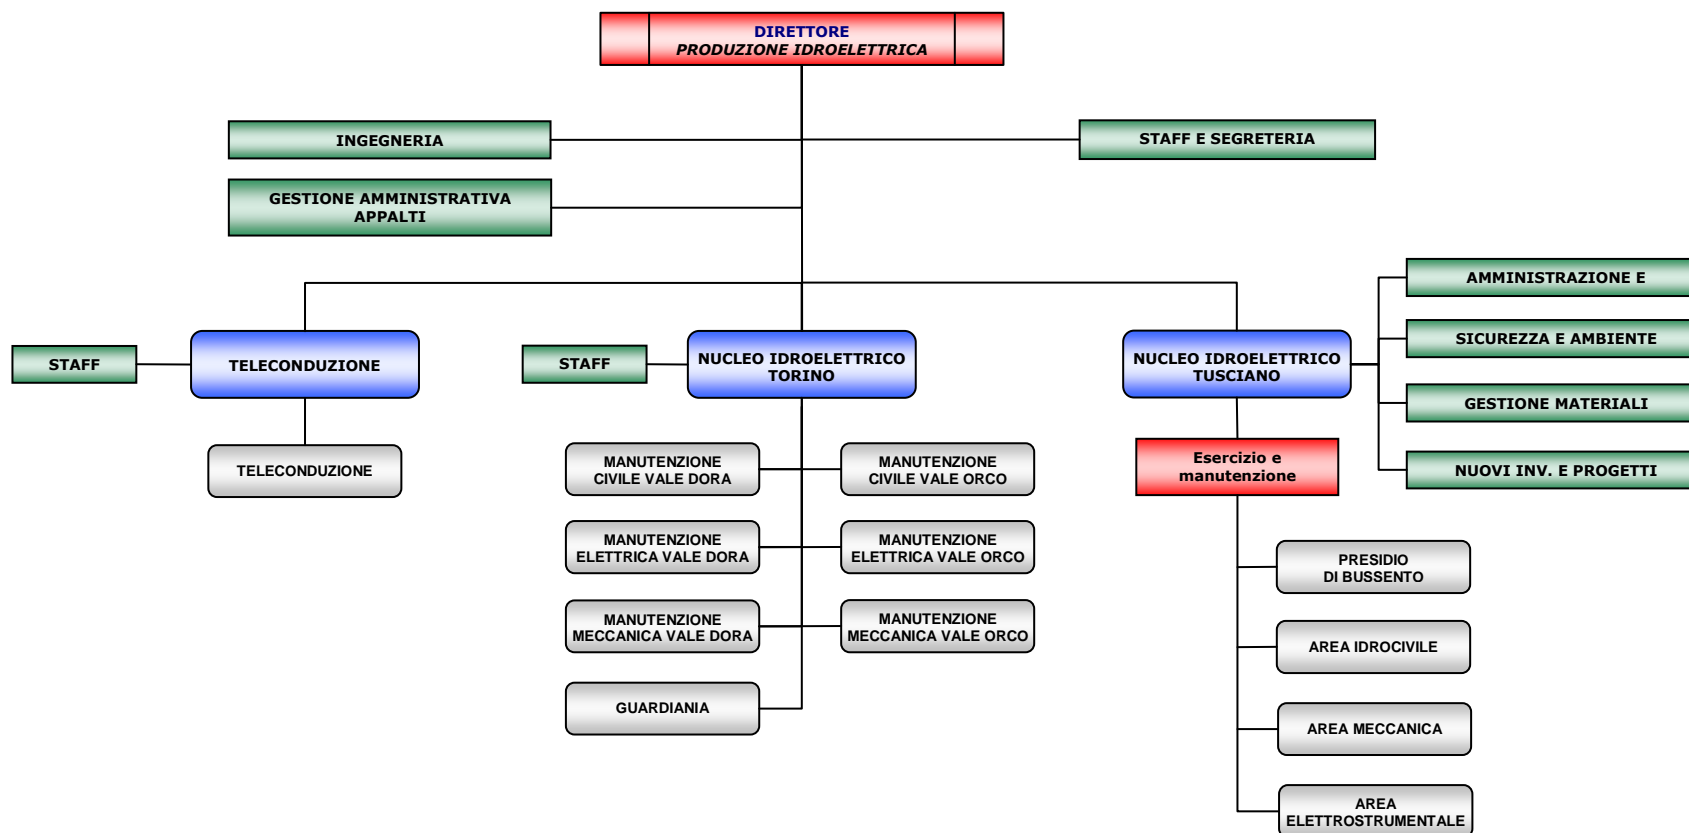 DIRETTORE
PRODUZIONE IDROELETTRICA
INGEGNERIA
STAFF E SEGRETERIA
GESTIONE AMMINISTRATIVA
APPALTI
AMMINISTRAZIONE E
SICUREZZA E AMBIENTE
GESTIONE MATERIALI
NUOVI INV. E PROGETTI
STAFF
TELECONDUZIONE
STAFF
NUCLEO IDROELETTRICO
TORINO
NUCLEO IDROELETTRICO
TUSCIANO
TELECONDUZIONE
MANUTENZIONE
CIVILE VALE DORA
MANUTENZIONE
CIVILE VALE ORCO
MANUTENZIONE
ELETTRICA VALE DORA
MANUTENZIONE
ELETTRICA VALE ORCO
MANUTENZIONE
MECCANICA VALE DORA
MANUTENZIONE
MECCANICA VALE ORCO
GUARDIANIA
Esercizio e
manutenzione
PRESIDIO
DI BUSSENTO
AREA IDROCIVILE
AREA MECCANICA
AREA
ELETTROSTRUMENTALE